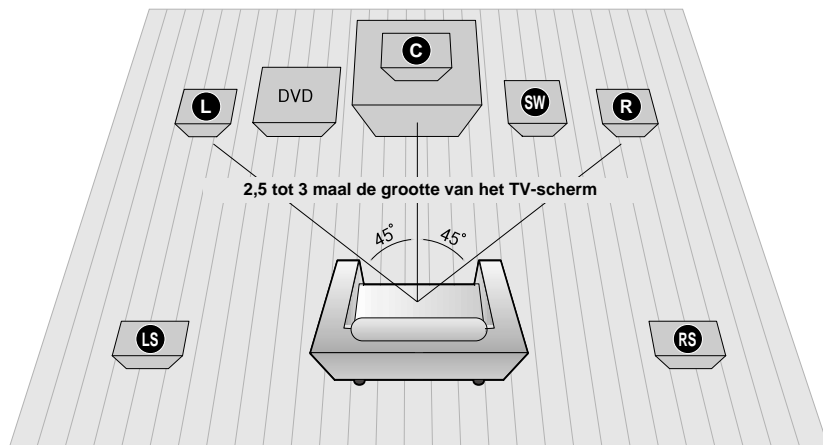 C
L
DVD
SW
R
2,5 tot 3 maal de grootte van het TV-scherm
45°
45°
LS
RS